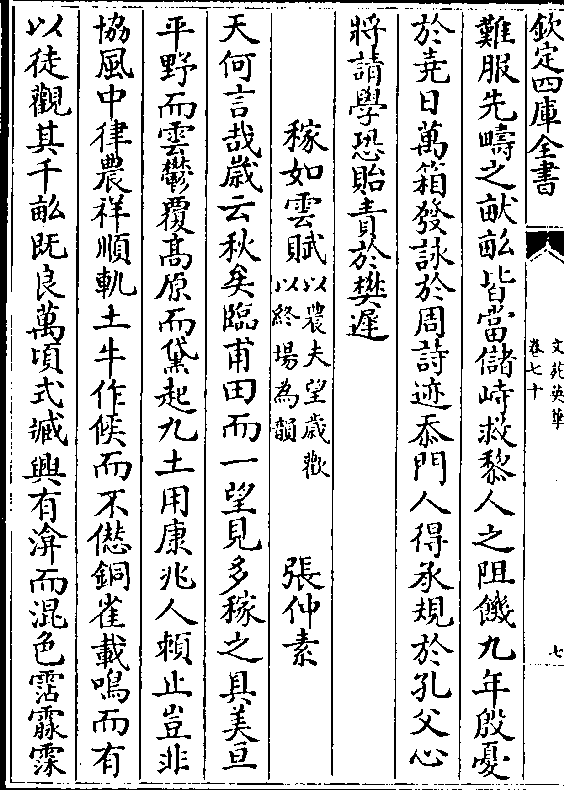 欽定四庫全書
文苑英華
卷七十
七
難服先疇之畎畝皆當儲峙救黎人之阻饑九年殷憂
於堯日萬箱發詠於周詩迹忝門人得承規於孔父心
將請學恐貽責於樊遲
稼如雲賦
以農夫望歲歡
以終場為韻
張仲素
天何言哉歲云秋矣臨甫田而一望見多稼之具美亘
平野而雲鬱覆髙原而黛起九土用康兆人頼止豈非
協風中律農祥順軌土牛作候而不僁銅雀載鳴而有
以徒觀其千畝既良萬頃式臧興有渰而混色霑霢霂